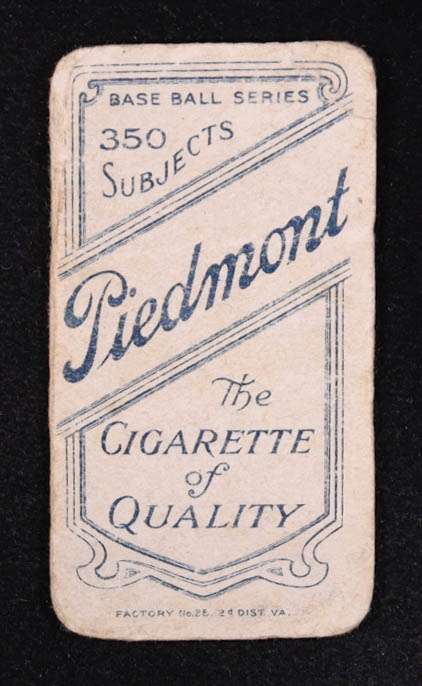 BASE BALL SERIES
350
SUBJECTS
Piedmont
The
CIGARETTE
of
QUALITY
FACTORY No. 25. 2d DIST. VA.